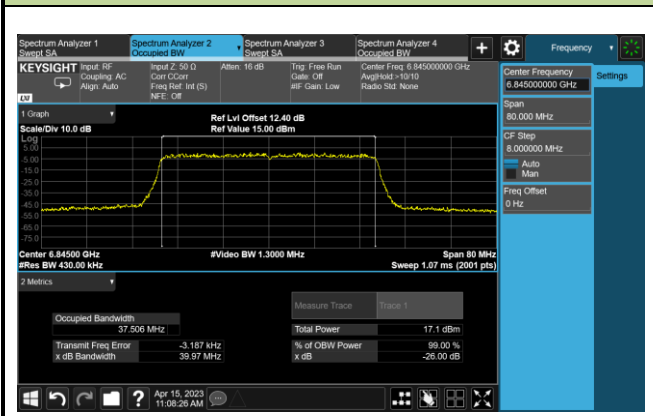 Spectrum Analyzer 1
Swept SA
Spectrum Analyzer 2
Occupied BW
Spectrum Analyzer 3
Swept SA
Spectrum Analyzer 4
Occupied BW
Frequency
KEYSIGHT
Input: RF
Coupling: AC
Align: Auto
Input Z: 50 Ω
Corr CCorr
Freq Ref: Int (S)
NFE: Off
Atten: 16 dB
Trig: Free Run
Gate: Off
#IF Gain: Low
Center Freq: 6.845000000 GHz
Avg|Hold:>10/10
Radio Std: None
LXI
Center Frequency
6.845000000 GHz
Settings
Span
80.000 MHz
CF Step
8.000000 MHz
Auto
Man
Freq Offset
0 Hz
1 Graph
Scale/Div 10.0 dB
Ref Lvl Offset 12.40 dB
Ref Value 15.00 dBm
Log
5.00
-5.00
-15.0
-25.0
-35.0
-45.0
-55.0
-65.0
-75.0
Center 6.84500 GHz
#Res BW 430.00 kHz
#Video BW 1.3000 MHz
Span 80 MHz
Sweep 1.07 ms (2001 pts)
2 Metrics
Measure Trace
Trace 1
Occupied Bandwidth
37.506 MHz
Total Power
17.1 dBm
Transmit Freq Error
-3.187 kHz
% of OBW Power
99.00 %
x dB Bandwidth
39.97 MHz
x dB
-26.00 dB
Apr 15, 2023
11:08:26 AM